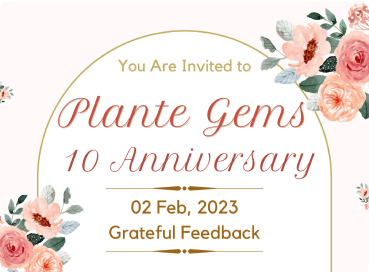 You Are Invited to
Plante Gems
10 Anniversary
02 Feb, 2023
Grateful Feedback